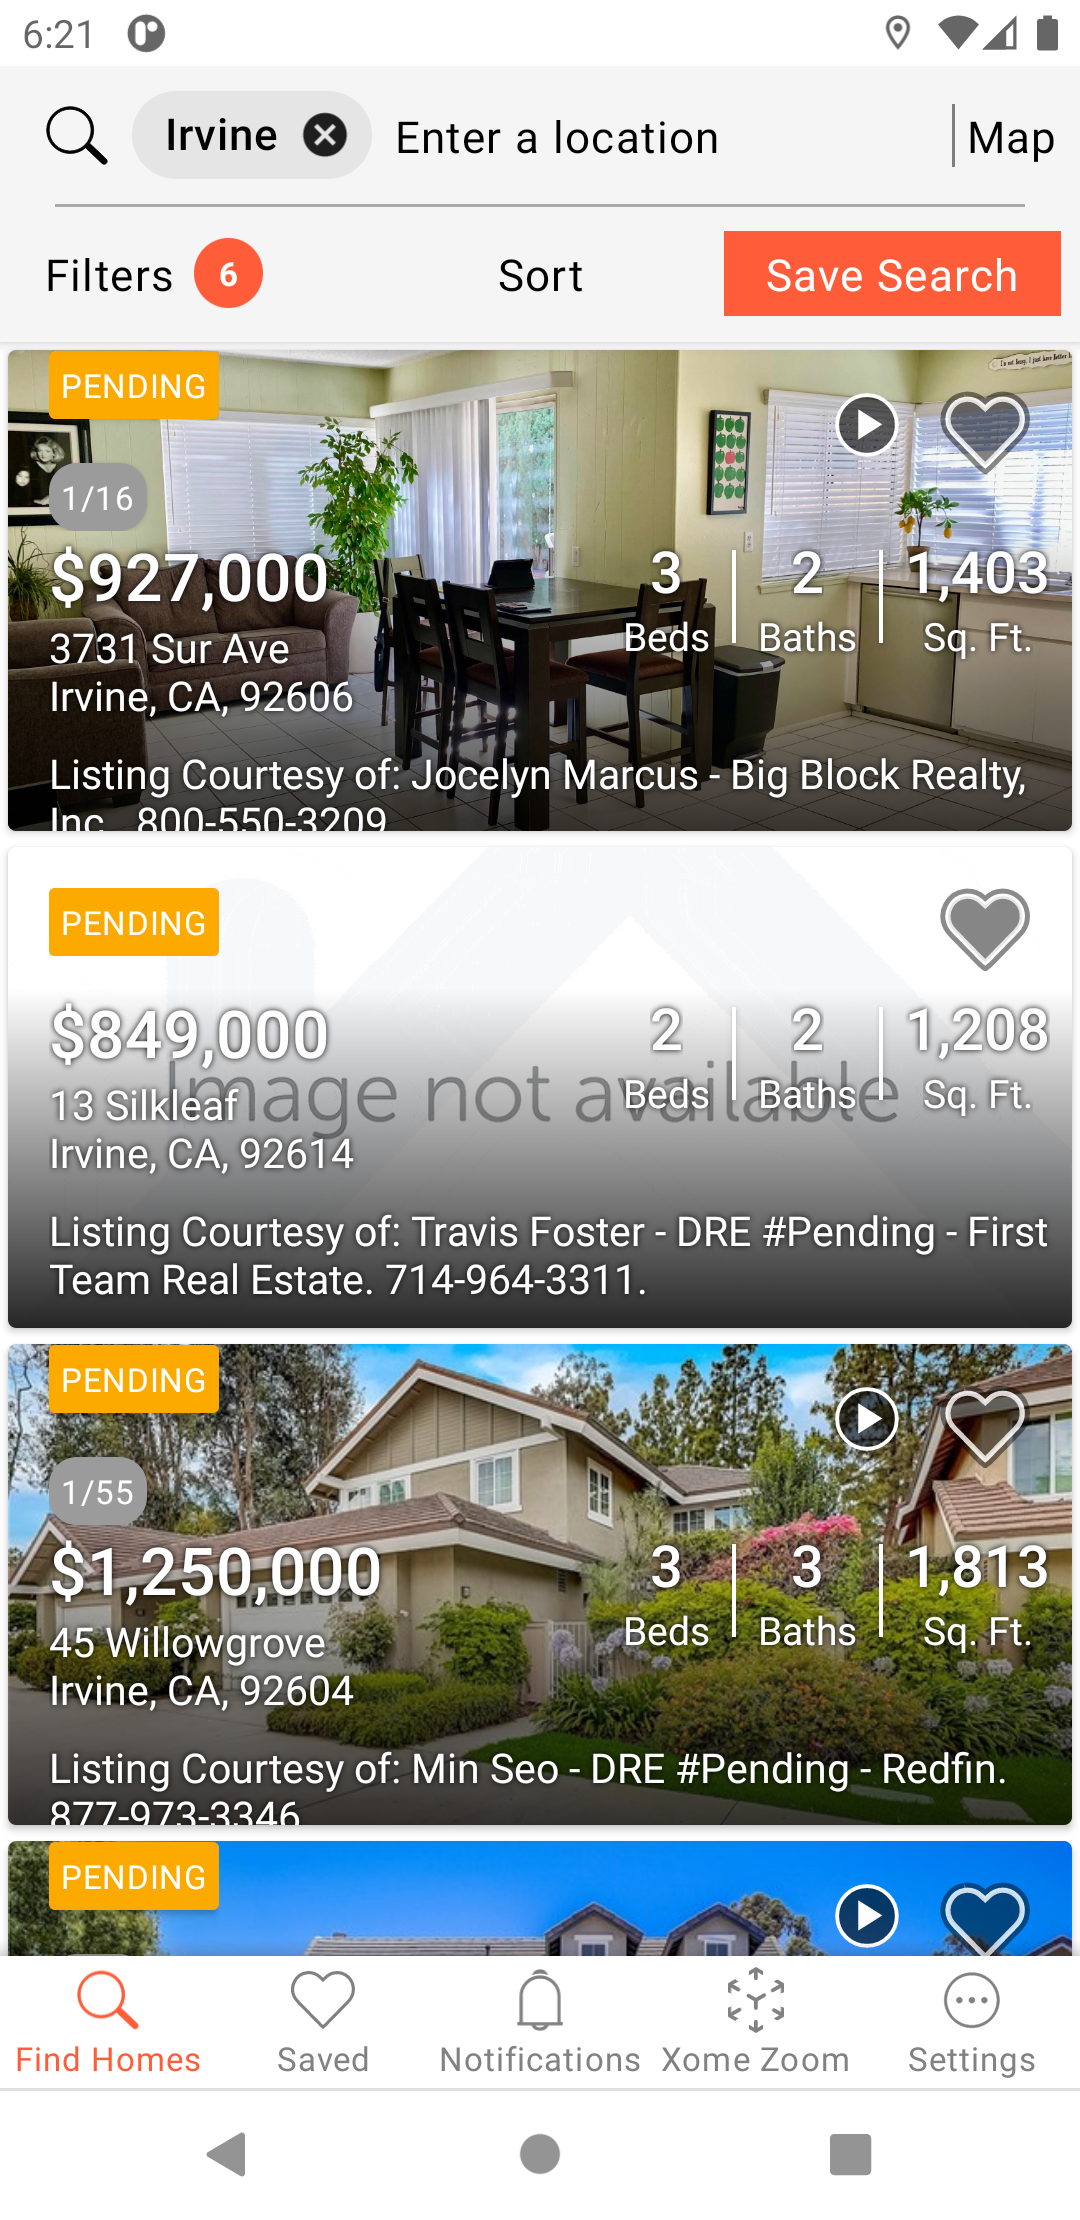 6:21
Irvine
Enter a location
Map
Filters
6
Sort
Save Search
PENDING
1/16
$927,000
3 Beds
2 Baths
1,403 Sq. Ft.
3731 Sur Ave
Irvine, CA, 92606
Listing Courtesy of: Jocelyn Marcus - Big Block Realty,
Inc. 800-550-3209
PENDING
Image not available
$849,000
2 Beds
2 Baths
1,208 Sq. Ft.
13 Silkleaf
Irvine, CA, 92614
Listing Courtesy of: Travis Foster - DRE #Pending - First
Team Real Estate. 714-964-3311.
PENDING
1/55
$1,250,000
3 Beds
3 Baths
1,813 Sq. Ft.
45 Willowgrove
Irvine, CA, 92604
Listing Courtesy of: Min Seo - DRE #Pending - Redfin.
877-973-3346
PENDING
Find Homes
Saved
Notifications
Xome Zoom
Settings